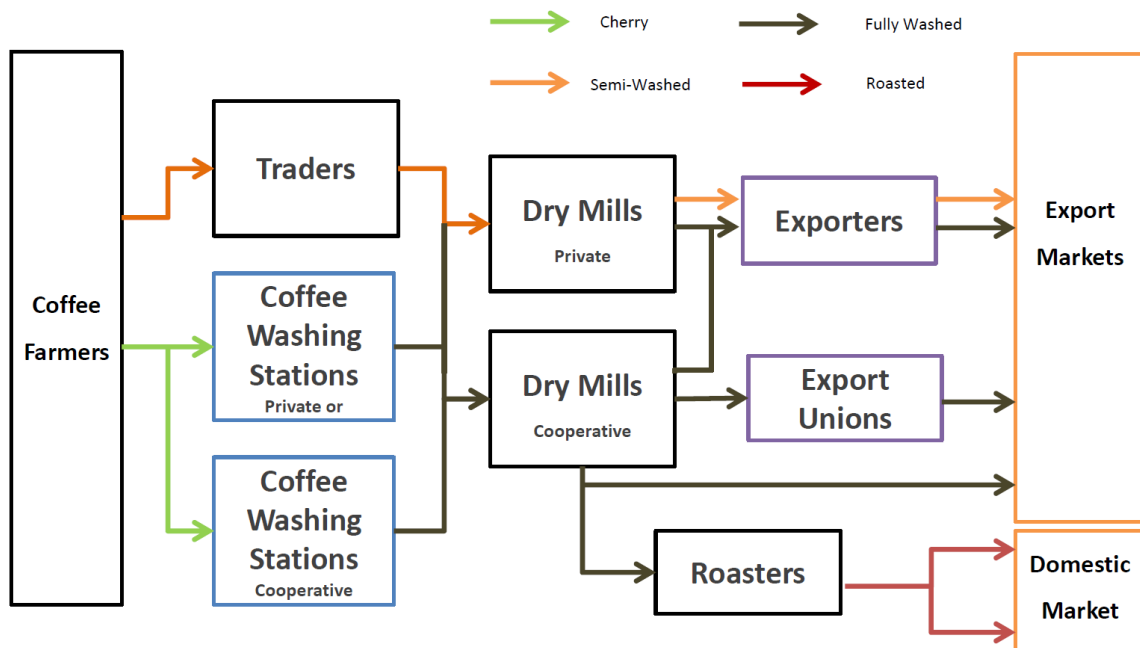 Cherry
Fully Washed
Semi-Washed
Roasted
Coffee
Farmers
Traders
Coffee
Washing
Stations
Private or
Coffee
Washing
Stations
Cooperative
Dry Mills
Private
Dry Mills
Cooperative
Exporters
Export
Unions
Roasters
Export
Markets
Domestic
Market